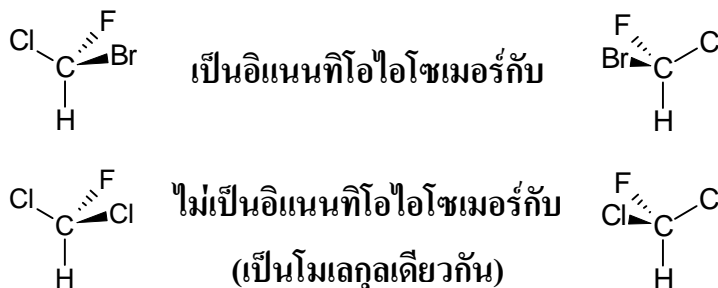 Cl F C Br H
เป็นอิแนนทิโอไอโซเมอร์กับ
F C Br C H
Cl F C Cl H
ไม่เป็นอิแนนทิโอไอโซเมอร์กับ
(เป็นโมเลกุลเดียวกัน)
F C Cl C H